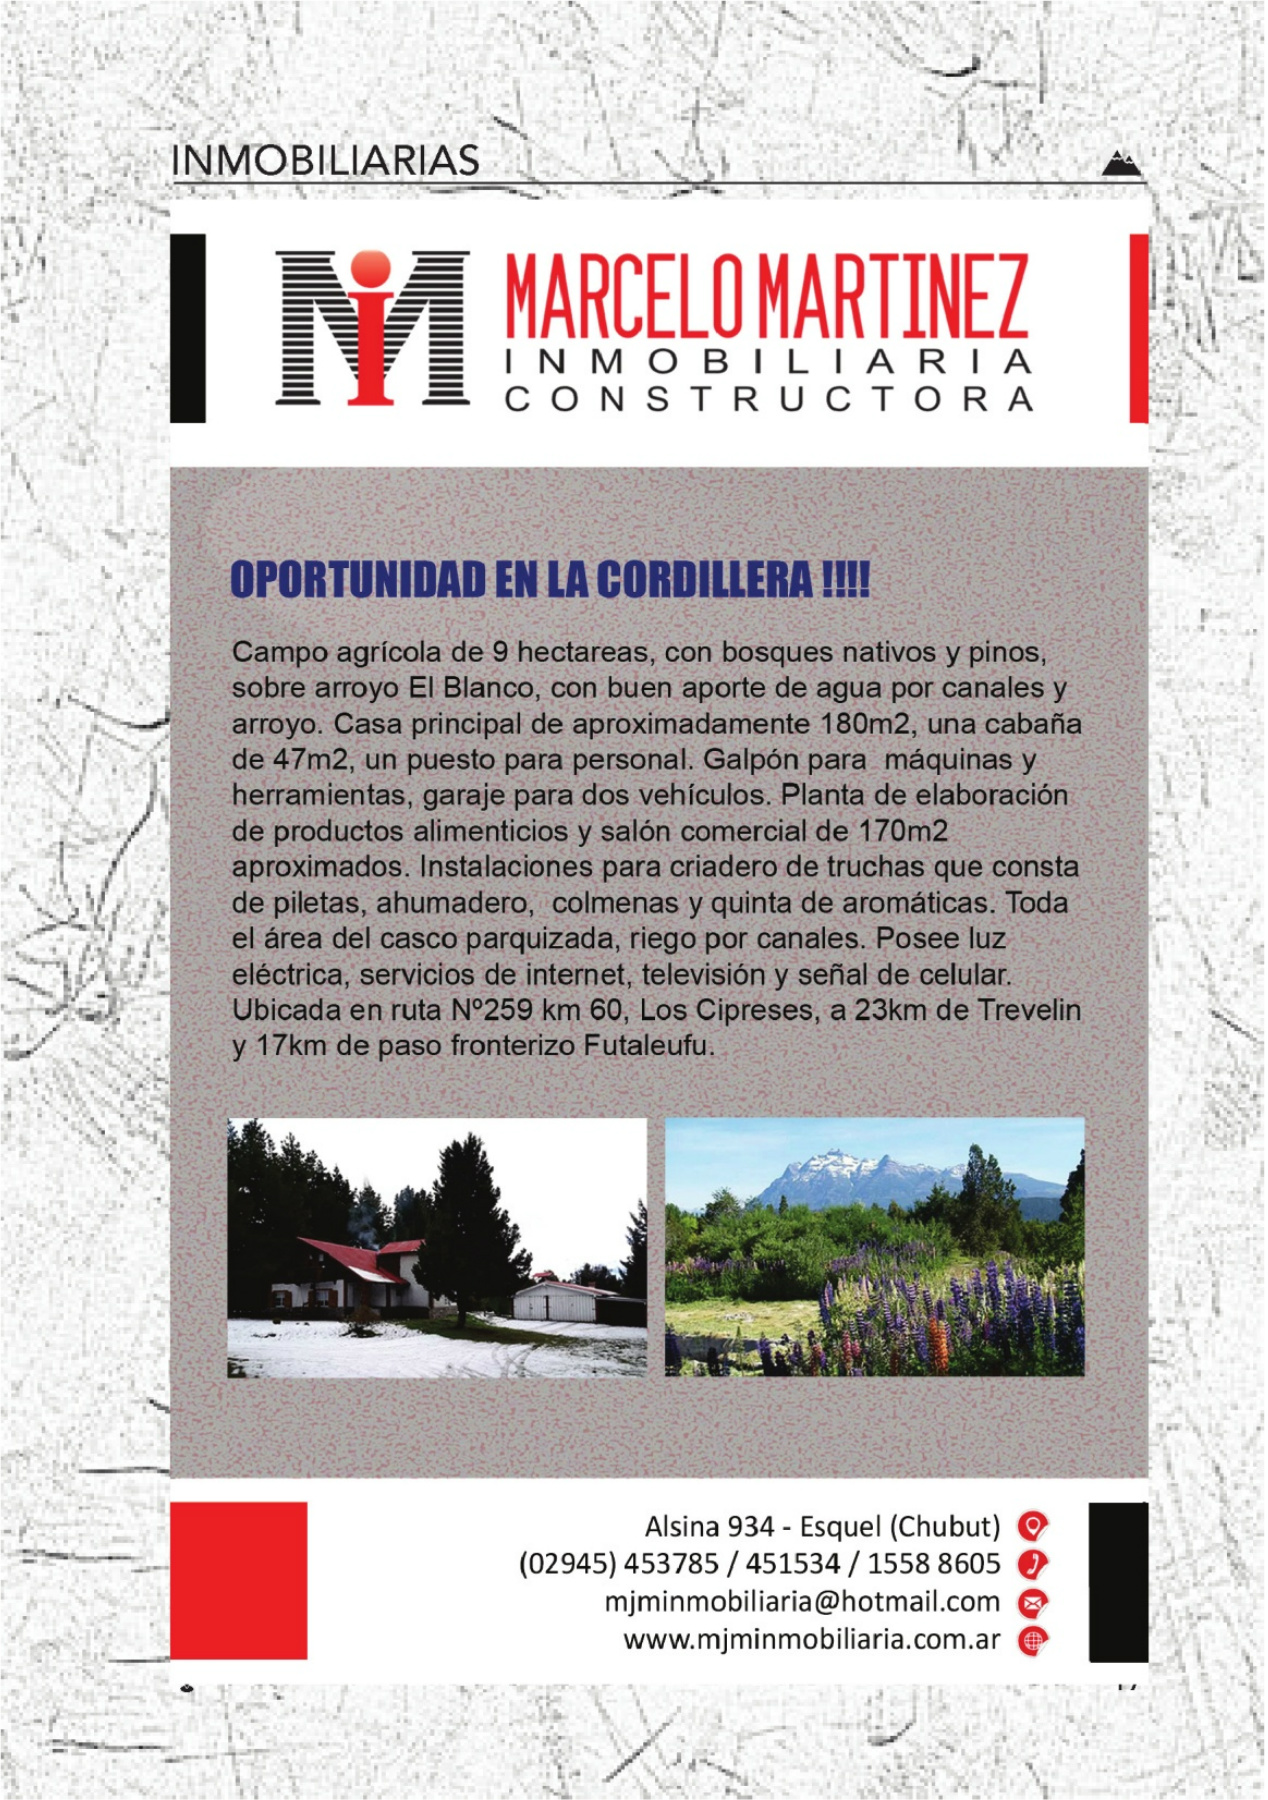 INMOBILIARIAS
MARCELO MARTINEZ
INMOBILIARIA
CONSTRUCTORA
OPORTUNIDAD EN LA CORDILLERA !!!!
Campo agrícola de 9 hectareas, con bosques nativos y pinos,
sobre arroyo El Blanco, con buen aporte de agua por canales y
arroyo. Casa principal de aproximadamente 180m2, una cabaña
de 47m2, un puesto para personal. Galpón para  máquinas y
herramientas, garaje para dos vehículos. Planta de elaboración
de productos alimenticios y salón comercial de 170m2
aproximados. Instalaciones para criadero de truchas que consta
de piletas, ahumadero,  colmenas y quinta de aromáticas. Toda
el área del casco parquizada, riego por canales. Posee luz
eléctrica, servicios de internet, televisión y señal de celular.
Ubicada en ruta Nº259 km 60, Los Cipreses, a 23km de Trevelin
y 17km de paso fronterizo Futaleufu.
Alsina 934 - Esquel (Chubut)
(02945) 453785 / 451534 / 1558 8605
mjminmobiliaria@hotmail.com
www.mjminmobiliaria.com.ar